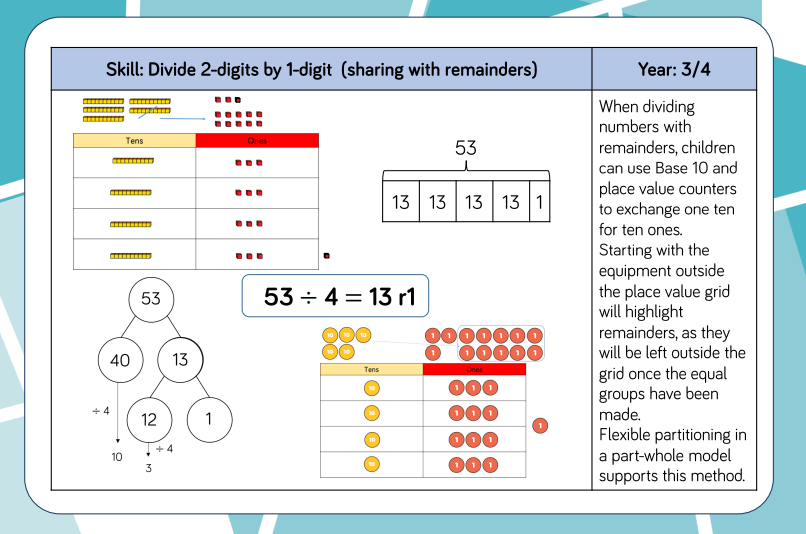 Skill: Divide 2-digits by 1-digit (sharing with remainders)
Year: 3/4
Tens Ones
53
13 13 13 13 1
53 ÷ 4 = 13 r1
53
40 13
12 1
÷ 4
10
÷ 4
3
10 10 10 1 1 1 1 1 1 1
10 10 1 1 1 1 1 1
Tens Ones
10 1 1 1
10 1 1 1
1
10 1 1 1
10 1 1 1
When dividing
numbers with
remainders, children
can use Base 10 and
place value counters
to exchange one ten
for ten ones.
Starting with the
equipment outside
the place value grid
will highlight
remainders, as they
will be left outside the
grid once the equal
groups have been
made.
Flexible partitioning in
a part-whole model
supports this method.